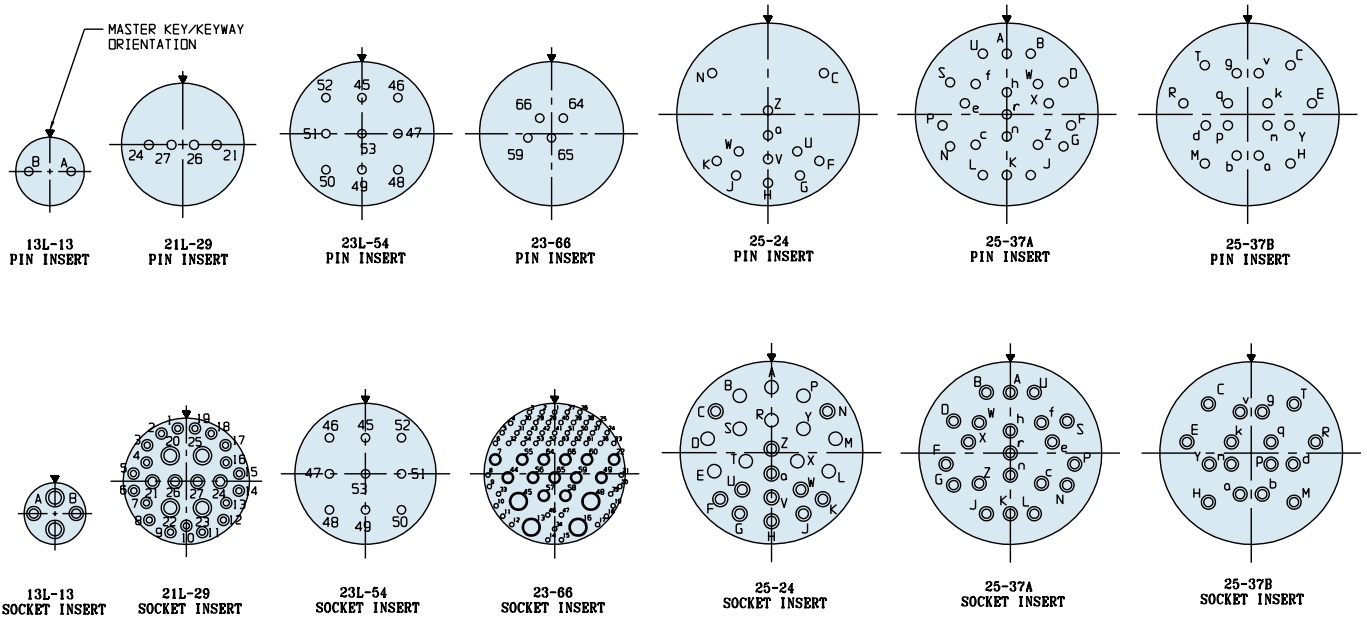 MASTER KEY/KEYWAY
ORIENTATION
B A
24 27 26 21
52 45 46
51 53 47
50 49 48
66 64
59 65
N C
Z
a
W U
K V F
J H G
U A B
S f h W D
e r X
P n F
N c Z G
L K J
T g v C
R q k E
d p n Y
M b a H
13L-13
PIN INSERT
21L-29
PIN INSERT
23L-54
PIN INSERT
23-66
PIN INSERT
25-24
PIN INSERT
25-37A
PIN INSERT
25-37B
PIN INSERT
A B
1 19
2 18
3 20 25 17
4 16
5 15
21 26 27 24
6 14
7 13
8 22 23 12
9 10 11
46 45 52
47 53 51
48 49 50
A
B P
C N
R
S Y
D M
Z
T X
E a L
U W
F V K
G H J
B A U
D W h f S
X r e
F n P
G Z c N
J K L
C v g T
E k q R
Y n p d
H a b M
13L-13
SOCKET INSERT
21L-29
SOCKET INSERT
23L-54
SOCKET INSERT
23-66
SOCKET INSERT
25-24
SOCKET INSERT
25-37A
SOCKET INSERT
25-37B
SOCKET INSERT